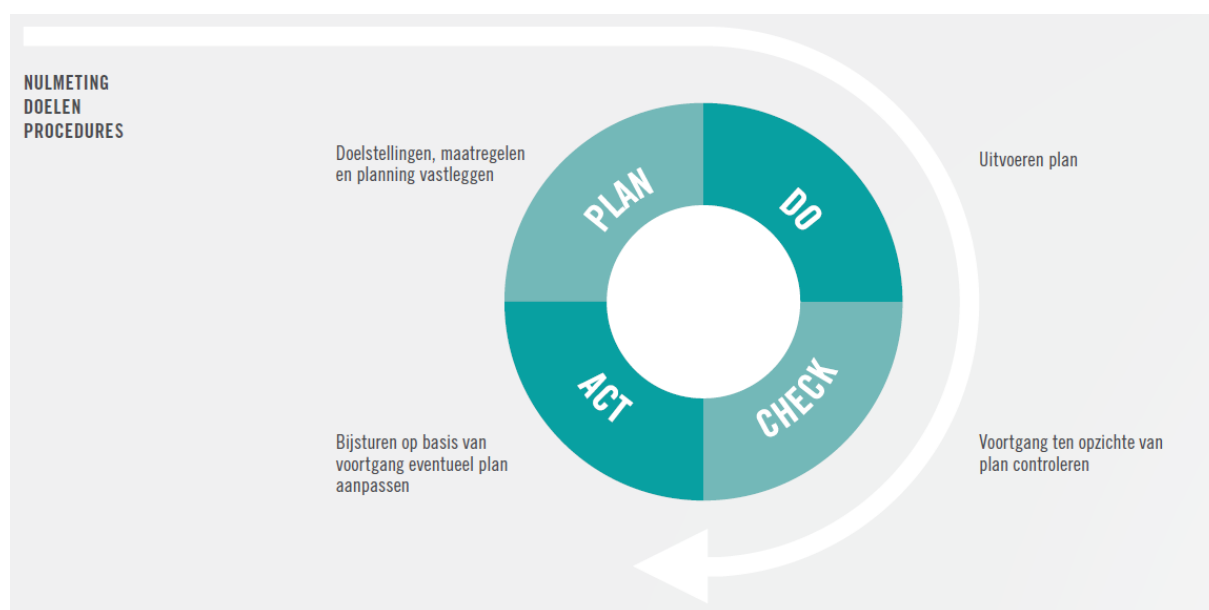 NULMETING
DOELEN
PROCEDURES
Doelstellingen, maatregelen
en planning vastleggen
PLAN
DO
Uitvoeren plan
ACT
CHECK
Bijsturen op basis van
voortgang eventueel plan
aanpassen
Voortgang ten opzichte van
plan controleren